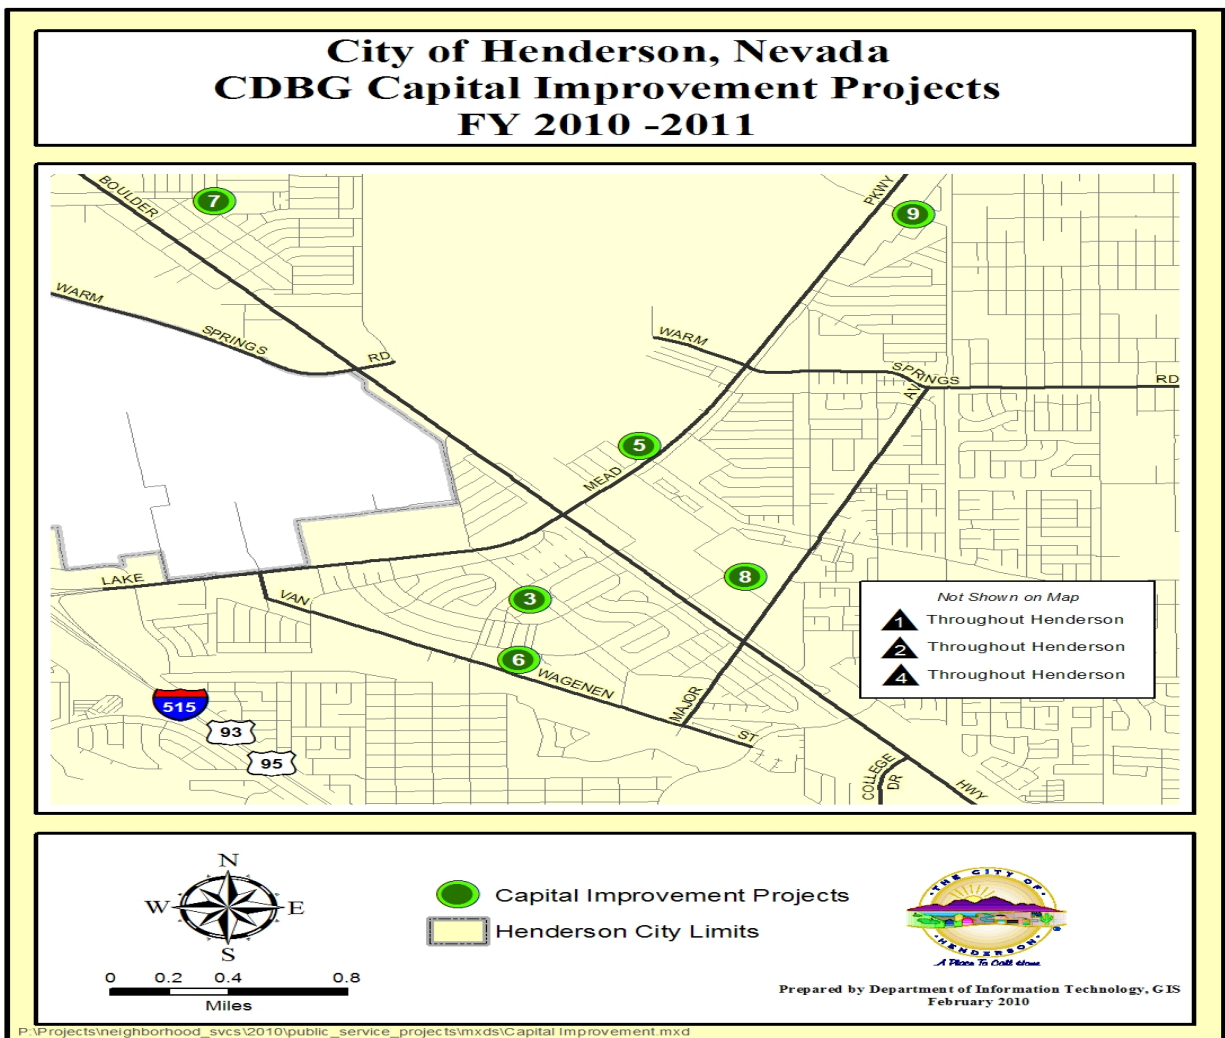 City of Henderson, Nevada
CDBG Capital Improvement Projects
FY 2010 -2011
BOULDER
7
PKWY
9
WARM
SPRINGS
RD
WARM
SPRINGS
RD
AV
5
MEAD
8
LAKE
VAN
3
6
WAGENEN
MAJOR
ST
515
93
95
COLLEGE
DR
HWY
Not Shown on Map
1 Throughout Henderson
2 Throughout Henderson
4 Throughout Henderson
N
W E
S
0 0.2 0.4 0.8
Miles
Capital Improvement Projects
Henderson City Limits
THE CITY OF
HENDERSON
A Place To Call Home
Prepared by Department of Information Technology, GIS
February 2010
P:\Projects\neighborhood_svcs\2010\public_service_projects\mxds\Capital Improvement.mxd